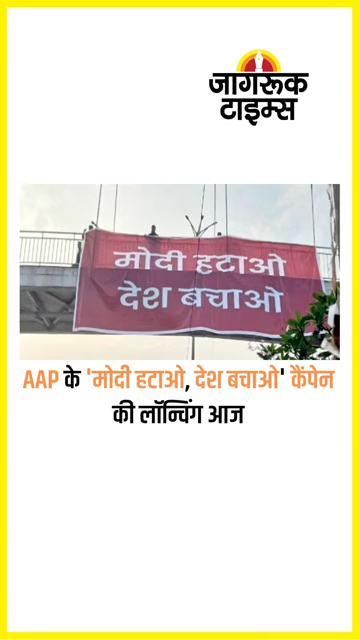 जागरूक
टाइम्स
मोदी हटाओ
देश बचाओ
AAP के 'मोदी हटाओ, देश बचाओ' कैंपेन
की लॉन्चिंग आज